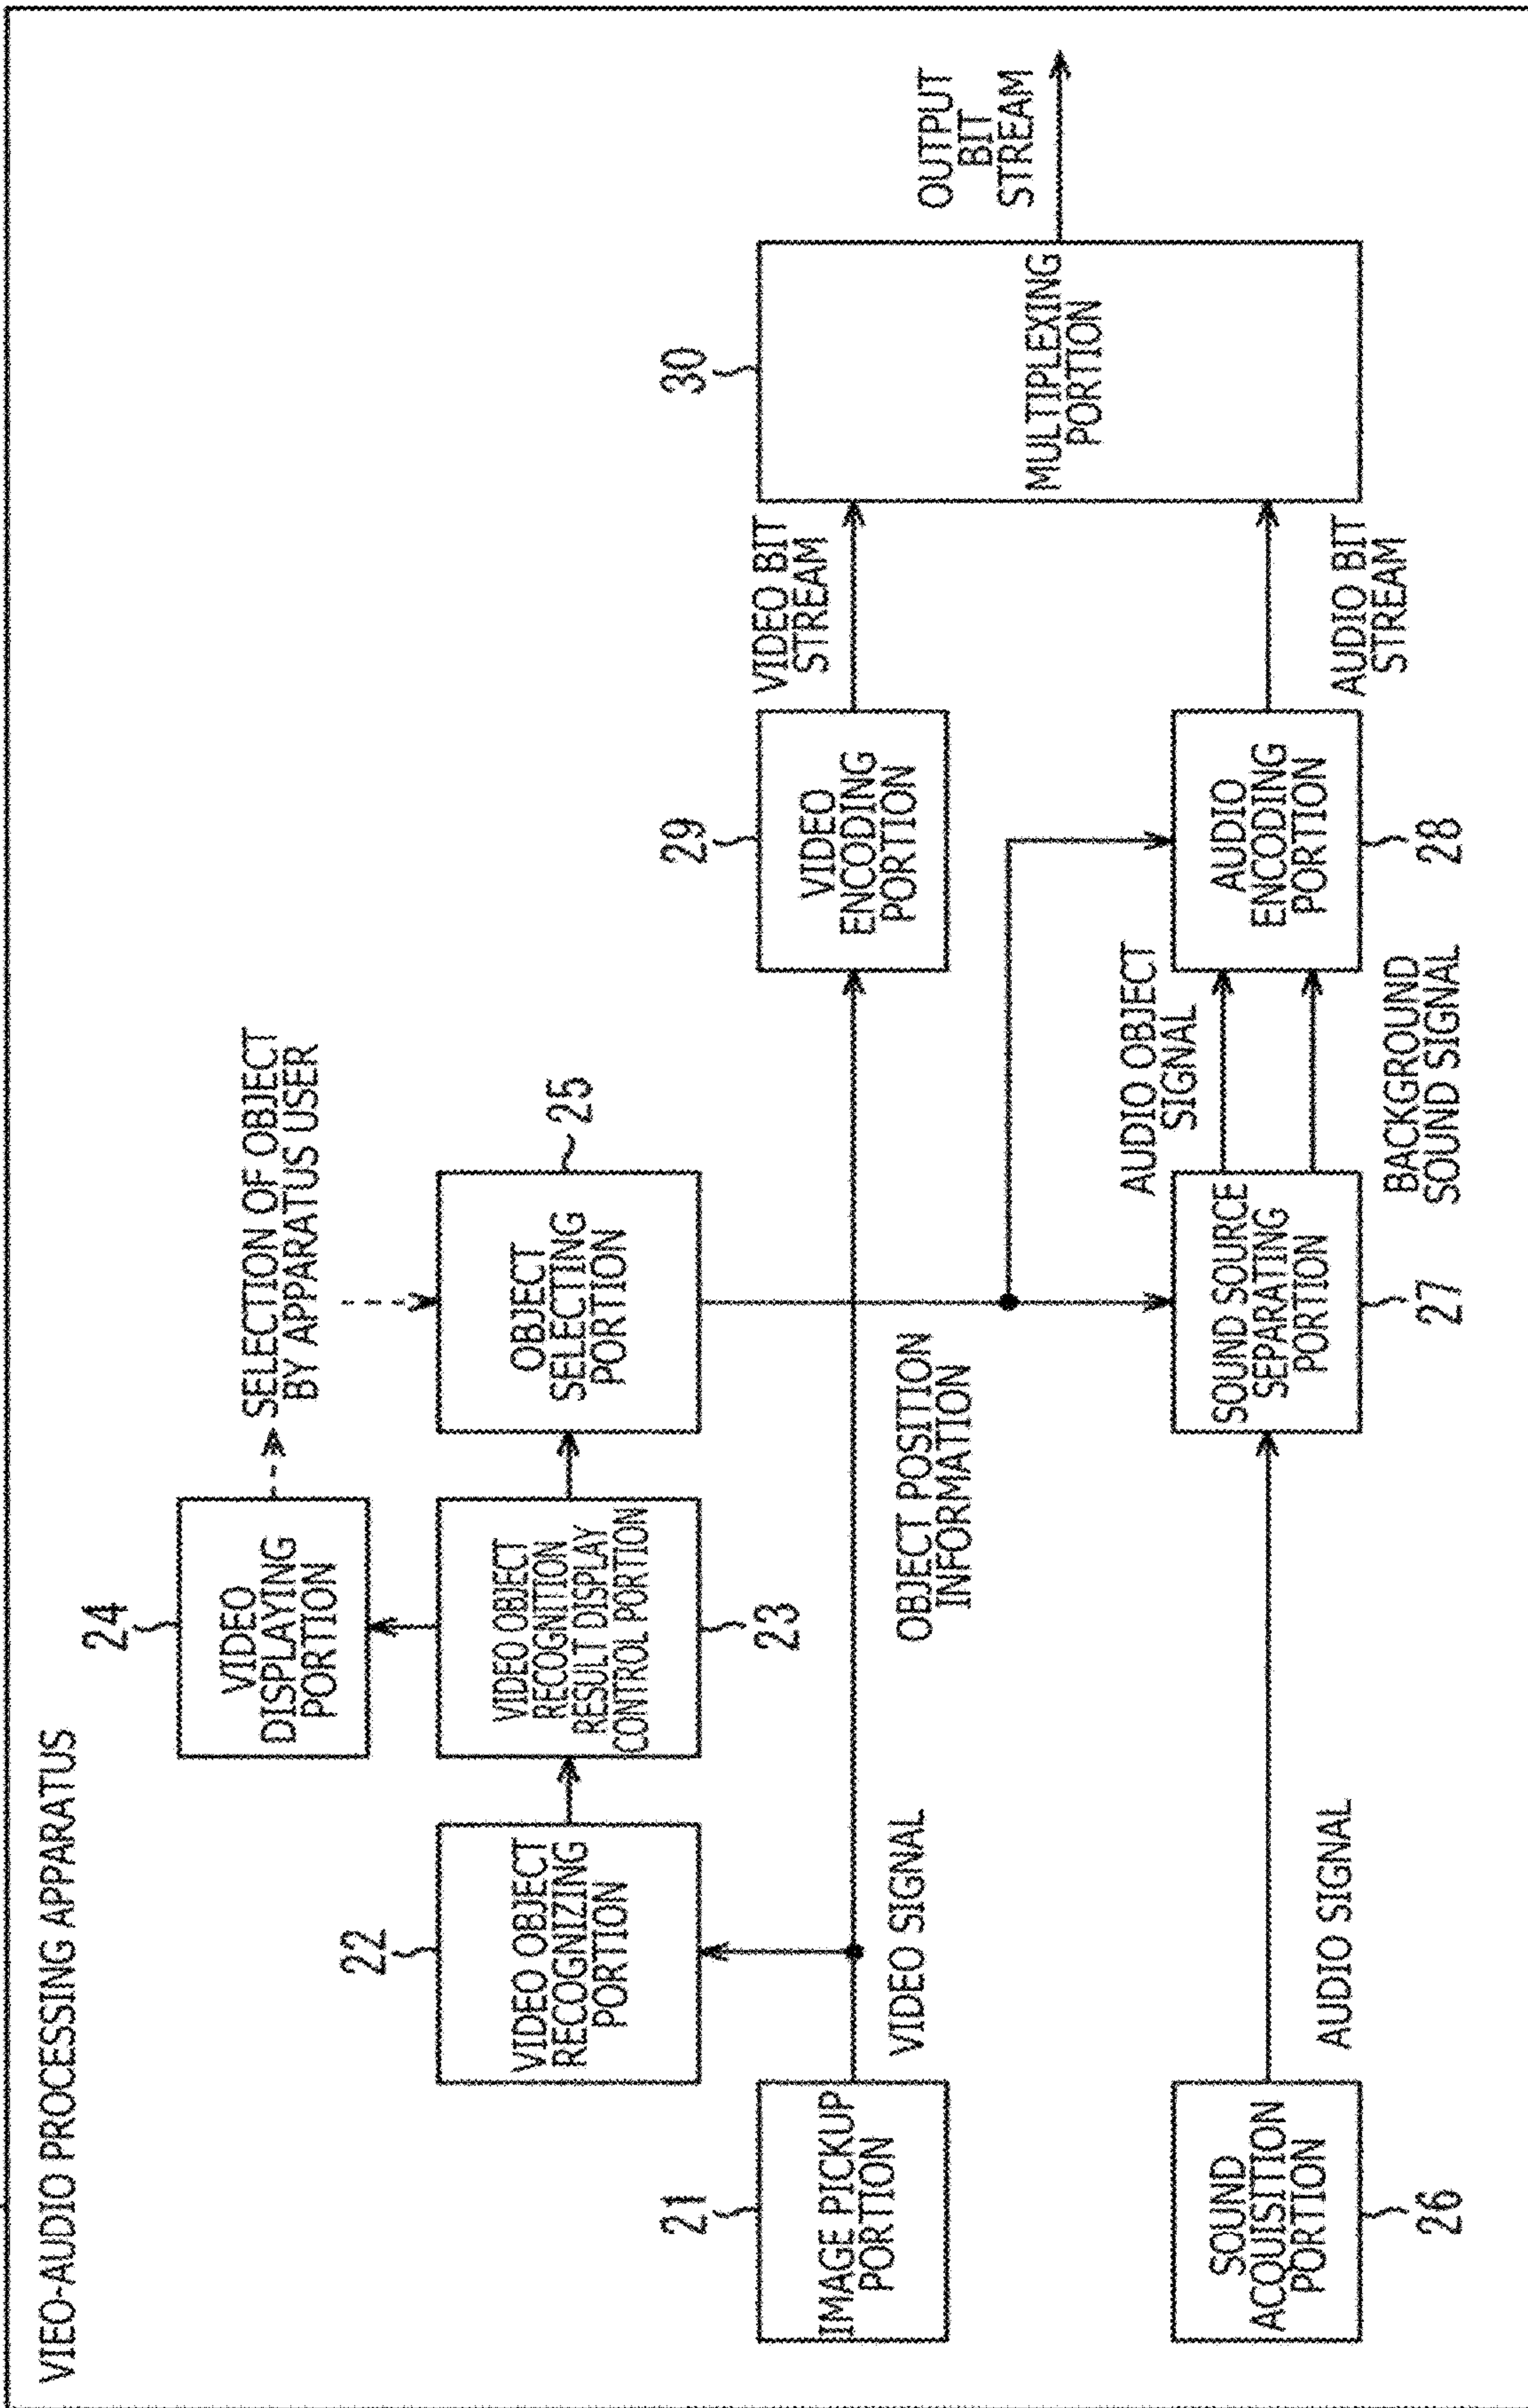 VIEO-AUDIO PROCESSING APPARATUS
24
VIDEO
DISPLAYING
PORTION
SELECTION OF OBJECT
BY APPARATUS USER
22
VIDEO OBJECT
RECOGNIZING
PORTION
VIDEO OBJECT
RECOGNITION
RESULT DISPLAY
CONTROL PORTION
23
OBJECT
SELECTING
PORTION
25
21
IMAGE PICKUP
PORTION
VIDEO SIGNAL
OBJECT POSITION
INFORMATION
29
VIDEO
ENCODING
PORTION
VIDEO BIT
STREAM
30
MULTIPLEXING
PORTION
OUTPUT
BIT
STREAM
SOUND
ACQUISITION
PORTION
26
AUDIO SIGNAL
SOUND SOURCE
SEPARATING
PORTION
27
AUDIO OBJECT
SIGNAL
BACKGROUND
SOUND SIGNAL
AUDIO
ENCODING
PORTION
28
AUDIO BIT
STREAM